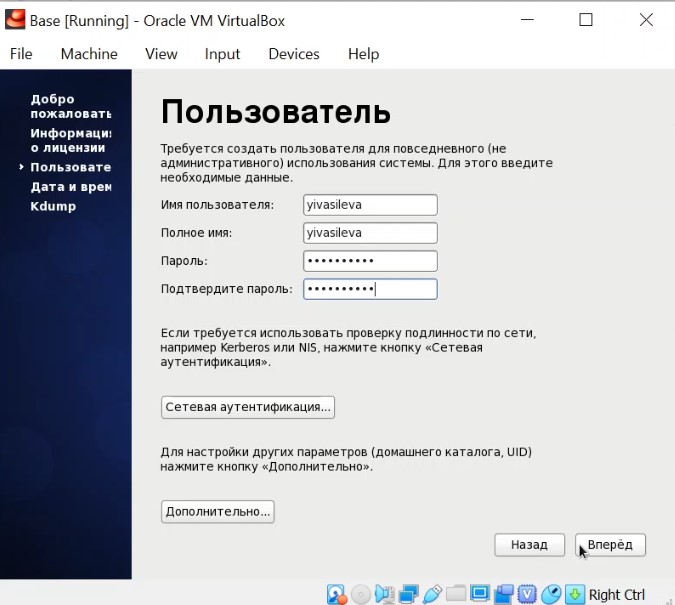 Base [Running] - Oracle VM VirtualBox
File Machine View Input Devices Help
Добро
пожаловать
Информаци
о лицензии
Пользовате
Дата и врем
Kdump
Пользователь
Требуется создать пользователя для повседневного (не
административного) использования системы. Для этого введите
необходимые данные.
Имя пользователя: yivasileva
Полное имя: yivasileva
Пароль: ••••••••••
Подтвердите пароль: ••••••••••
Если требуется использовать проверку подлинности по сети,
например Kerberos или NIS, нажмите кнопку «Сетевая
аутентификация».
Сетевая аутентификация...
Для настройки других параметров (домашнего каталога, UID)
нажмите кнопку «Дополнительно».
Дополнительно...
Назад Вперёд
Right Ctrl